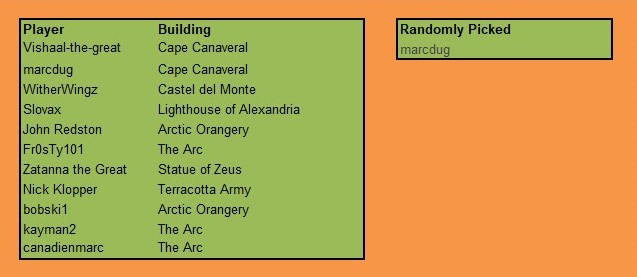 Player Building
Vishaal-the-great Cape Canaveral
marcdug Cape Canaveral
WitherWingz Castel del Monte
Slovax Lighthouse of Alexandria
John Redston Arctic Orangery
Fr0sTy101 The Arc
Zatanna the Great Statue of Zeus
Nick Klopper Terracotta Army
bobski1 Arctic Orangery
kayman2 The Arc
canadienmarc The Arc
Randomly Picked
marcdug